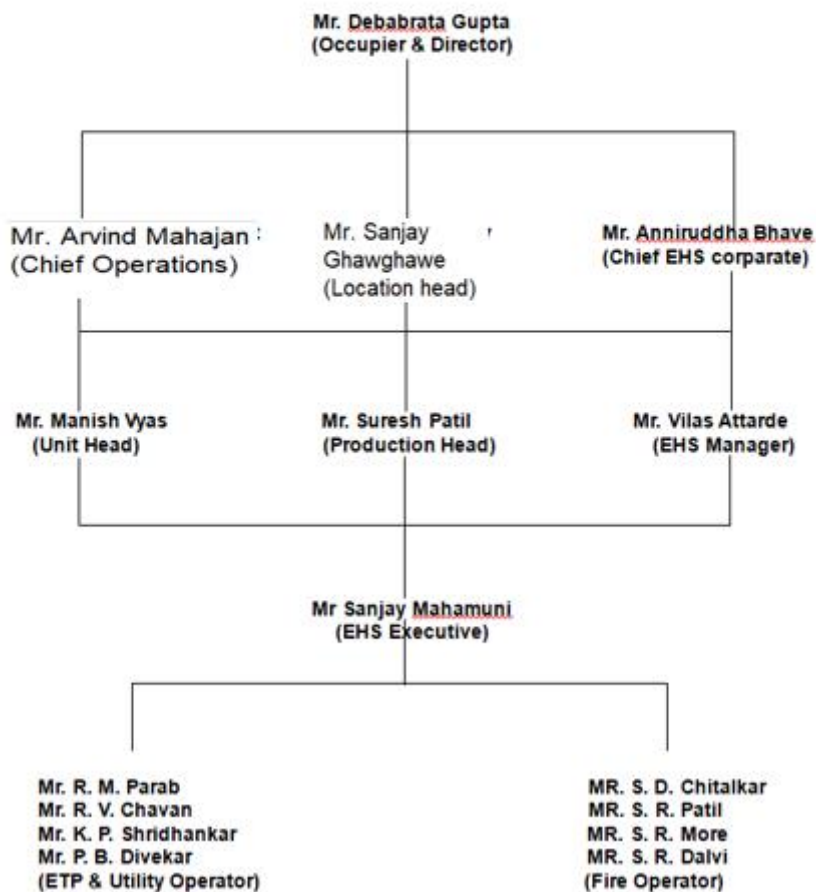 Mr. Debabrata Gupta
(Occupier & Director)
Mr. Arvind Mahajan :
(Chief Operations)
Mr. Sanjay
Ghawghawe
(Location head)
Mr. Anniruddha Bhave
(Chief EHS corparate)
Mr. Manish Vyas
(Unit Head)
Mr. Suresh Patil
(Production Head)
Mr. Vilas Attarde
(EHS Manager)
Mr Sanjay Mahamuni
(EHS Executive)
Mr. R. M. Parab
Mr. R. V. Chavan
Mr. K. P. Shridhankar
Mr. P. B. Divekar
(ETP & Utility Operator)
MR. S. D. Chitalkar
MR. S. R. Patil
MR. S. R. More
MR. S. R. Dalvi
(Fire Operator)